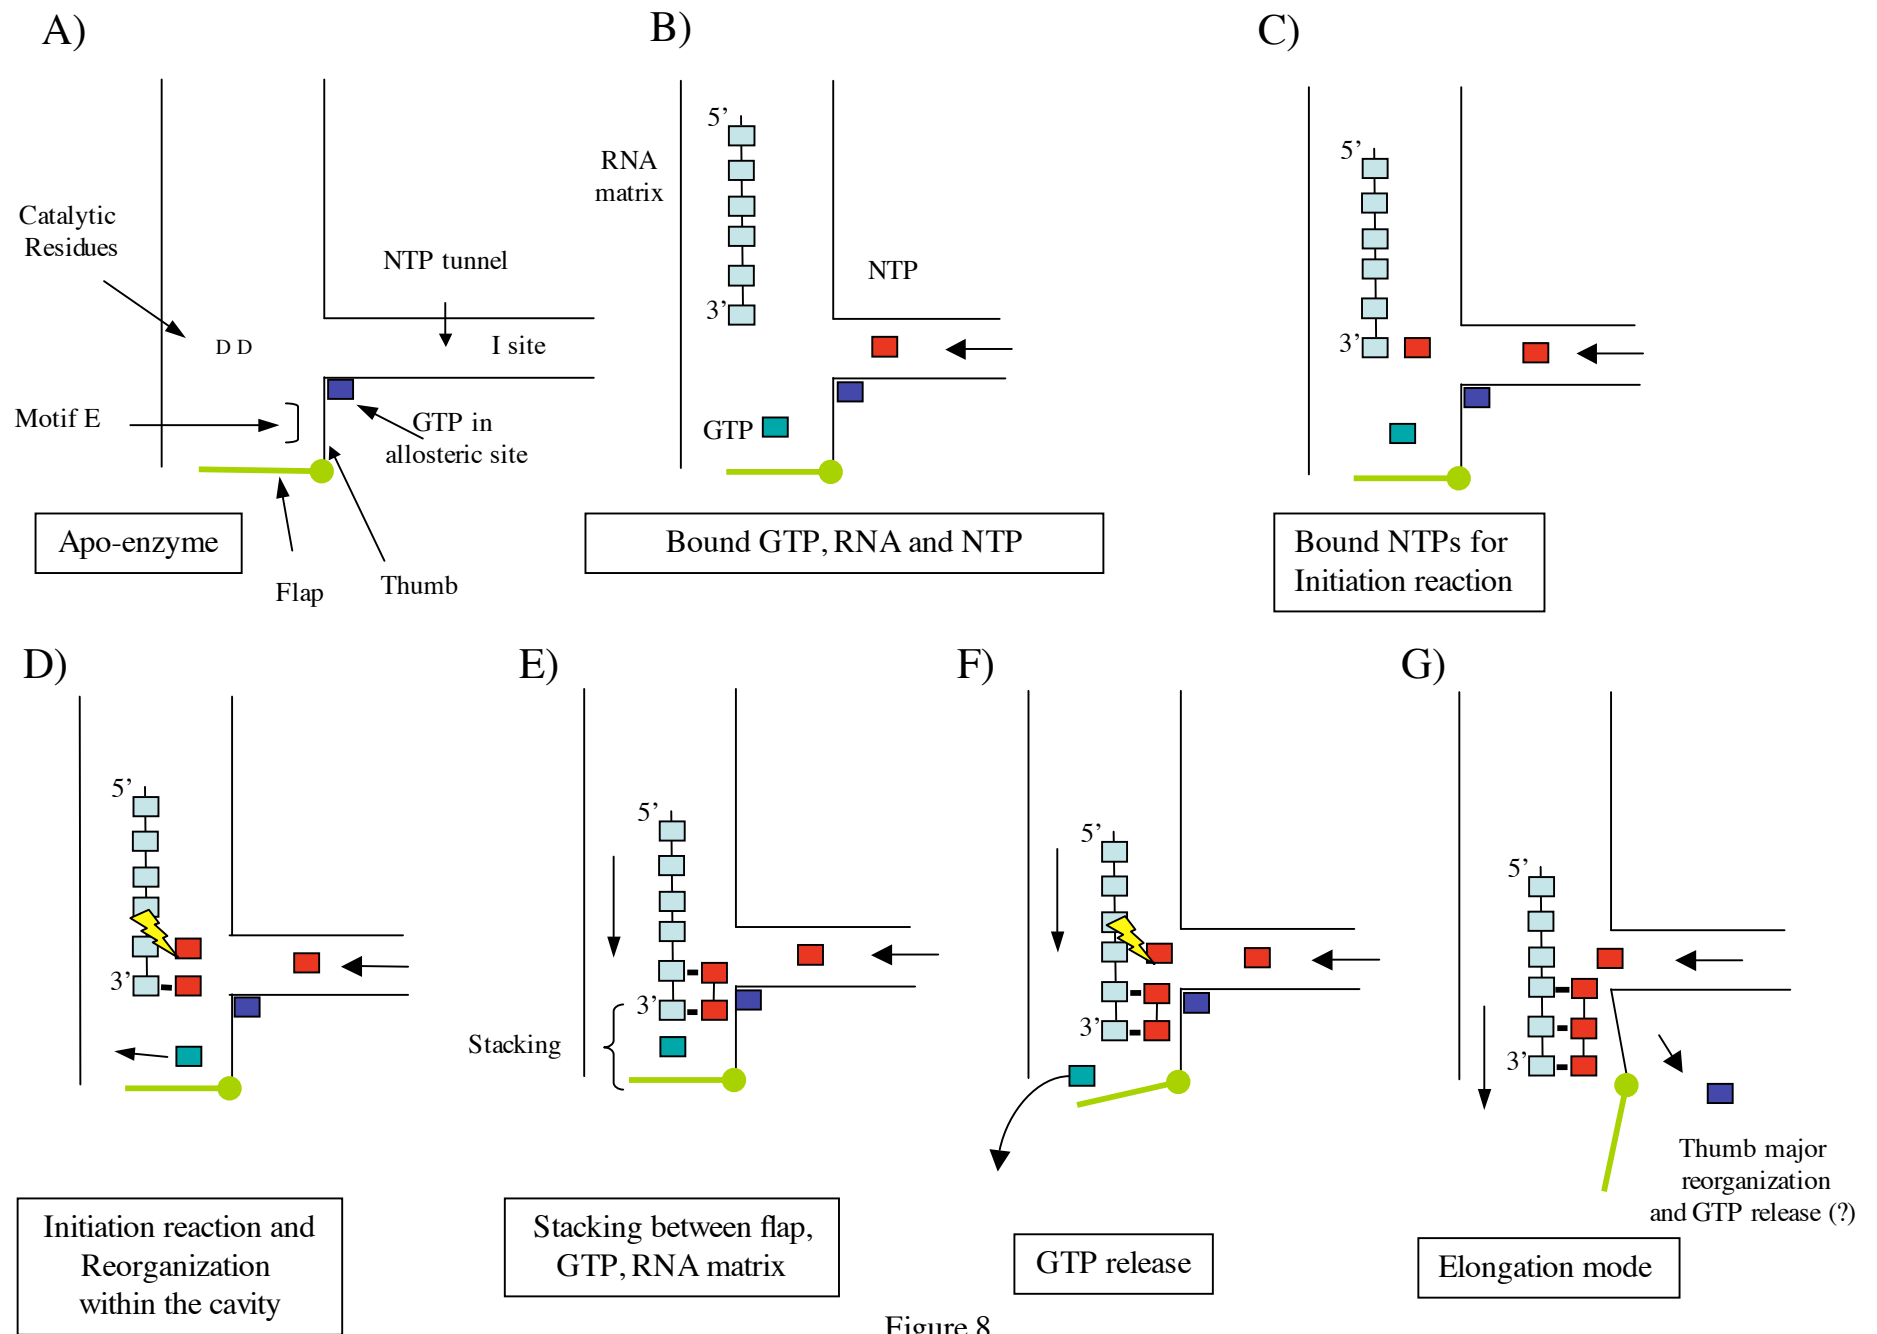 A)
B)
C)
Catalytic
Residues
D D
Motif E
NTP tunnel
I site
GTP in
allosteric site
Flap
Thumb
Apo-enzyme
RNA
matrix
5’
3’
NTP
GTP
Bound GTP, RNA and NTP
5’
3’
Bound NTPs for
Initiation reaction
D)
E)
F)
G)
5’
3’
Initiation reaction and
Reorganization
within the cavity
5’
3’
Stacking
Stacking between flap,
GTP, RNA matrix
5’
3’
GTP release
5’
3’
Thumb major
reorganization
and GTP release (?)
Elongation mode
Figure 8